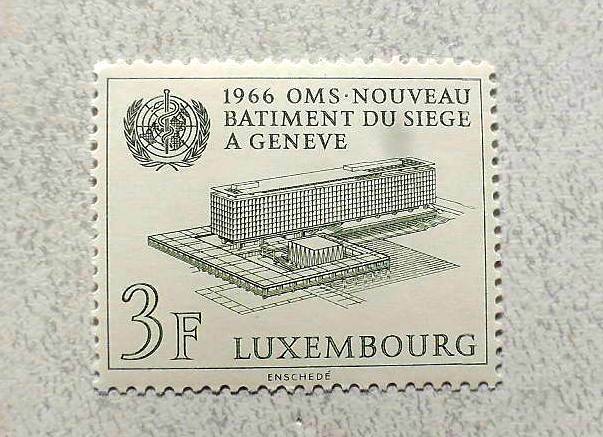 1966 OMS·NOUVEAU
BATIMENT DU SIEGE
A GENEVE
3F
LUXEMBOURG
ENSCHEDÉ